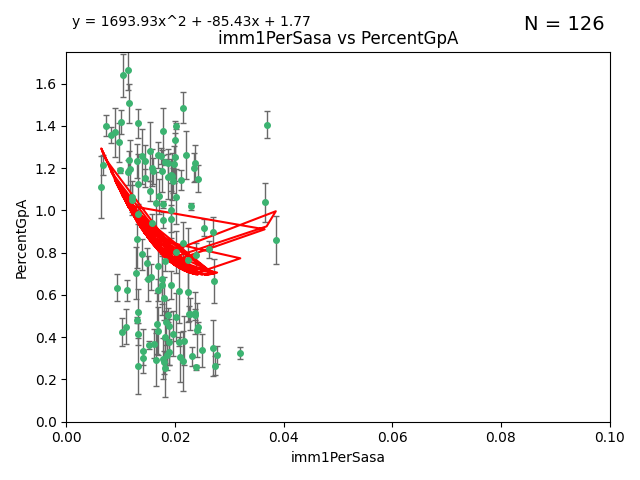 y = 1693.93x^2 + -85.43x + 1.77
N = 126
imm1PerSasa vs PercentGpA
PercentGpA
1.6
1.4
1.2
1.0
0.8
0.6
0.4
0.2
0.0
0.00 0.02 0.04 0.06 0.08 0.10
imm1PerSasa